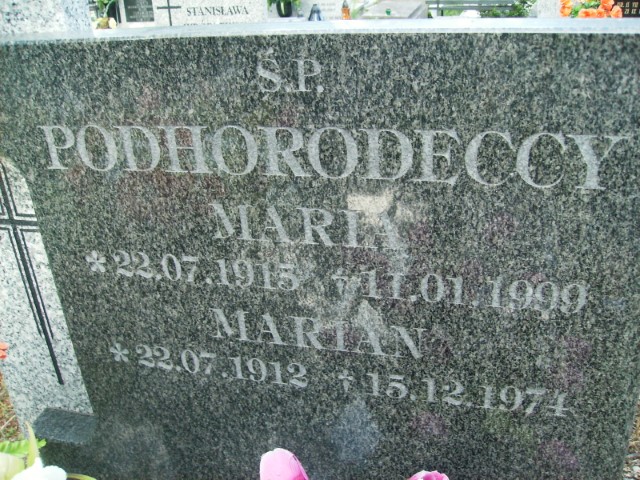 STANISŁAWA
Ś.P.
PODHORODECCY
MARIA
*22.07.1915 †11.01.1999
MARIAN
*22.07.1912 †15.12.1974